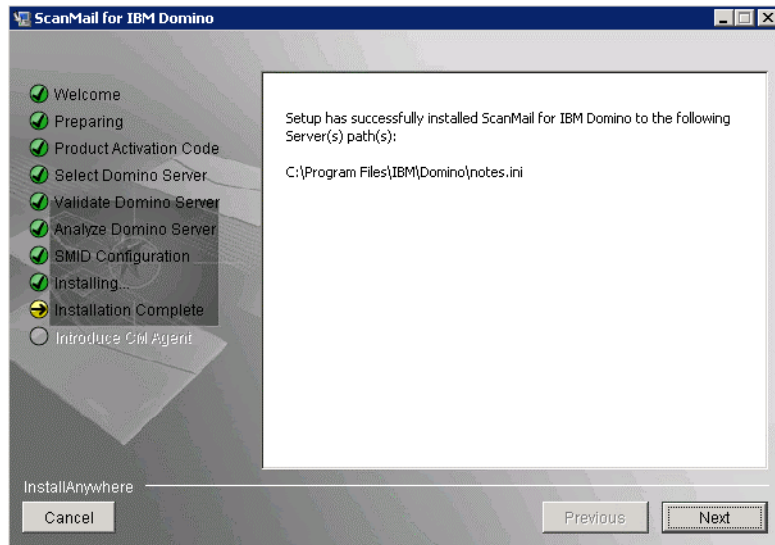 ScanMail for IBM Domino
Welcome
Preparing
Product Activation Code
Select Domino Server
Validate Domino Server
Analyze Domino Server
SMID Configuration
Installing...
Installation Complete
Introduce CM Agent
Setup has successfully installed ScanMail for IBM Domino to the following
Server(s) path(s):
C:\Program Files\IBM\Domino\notes.ini
InstallAnywhere
Cancel
Previous
Next